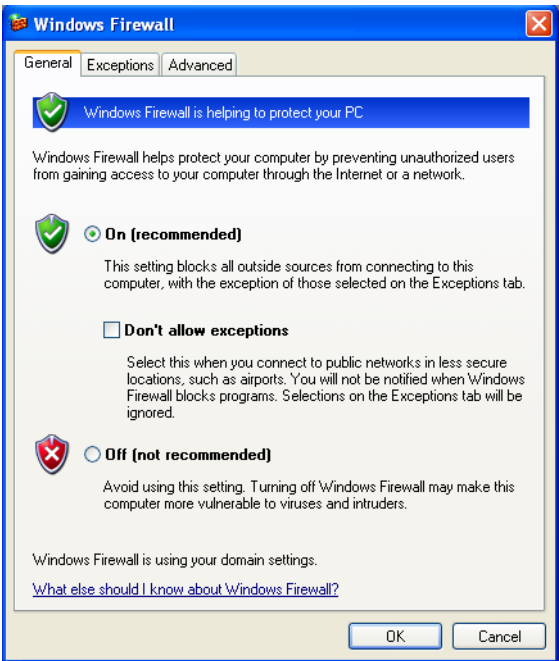 Windows Firewall
General Exceptions Advanced
Windows Firewall is helping to protect your PC
Windows Firewall helps protect your computer by preventing unauthorized users
from gaining access to your computer through the Internet or a network.
On (recommended)
This setting blocks all outside sources from connecting to this
computer, with the exception of those selected on the Exceptions tab.
Don't allow exceptions
Select this when you connect to public networks in less secure
locations, such as airports. You will not be notified when Windows
Firewall blocks programs. Selections on the Exceptions tab will be
ignored.
Off (not recommended)
Avoid using this setting. Turning off Windows Firewall may make this
computer more vulnerable to viruses and intruders.
Windows Firewall is using your domain settings.
What else should I know about Windows Firewall?
OK Cancel